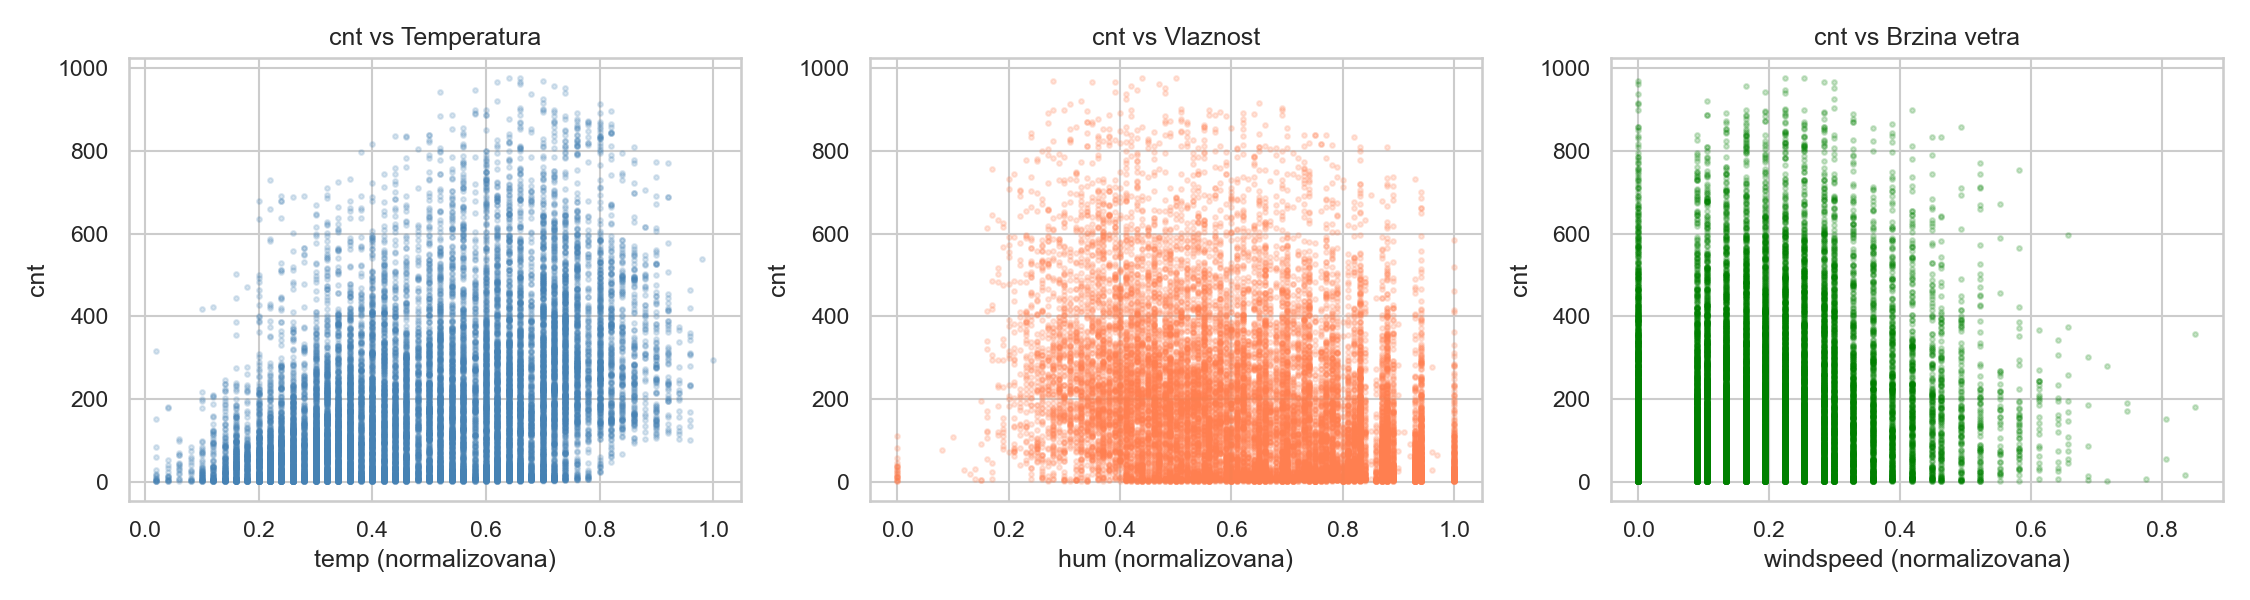 cnt vs Temperatura
1000
800
600
400
200
0
cnt
0.0 0.2 0.4 0.6 0.8 1.0
temp (normalizovana)
cnt vs Vlaznost
1000
800
600
400
200
0
cnt
0.0 0.2 0.4 0.6 0.8 1.0
hum (normalizovana)
cnt vs Brzina vetra
1000
800
600
400
200
0
cnt
0.0 0.2 0.4 0.6 0.8
windspeed (normalizovana)